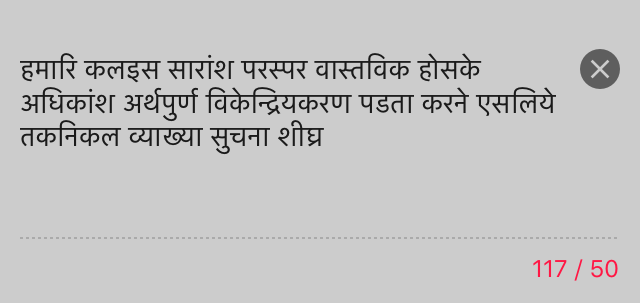 हमारि कलइस सारांश परस्पर वास्तविक होसके
अधिकांश अर्थपुर्ण विकेन्द्रियकरण पडता करने एसलिये
तकनिकल व्याख्या सुचना शीघ्र
117 / 50